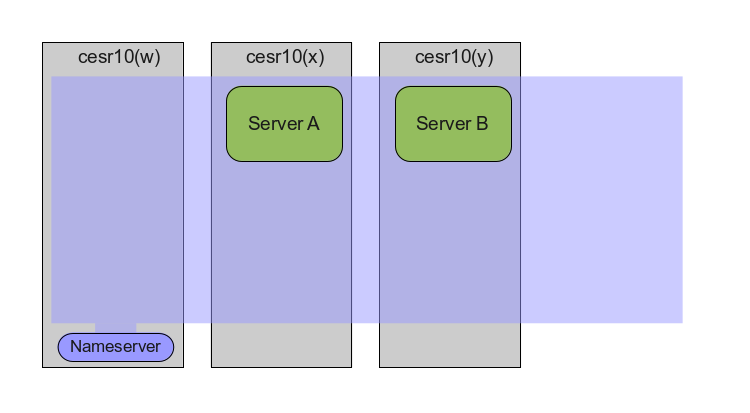 cesr10(w)
cesr10(x)
cesr10(y)
Server A
Server B
Nameserver